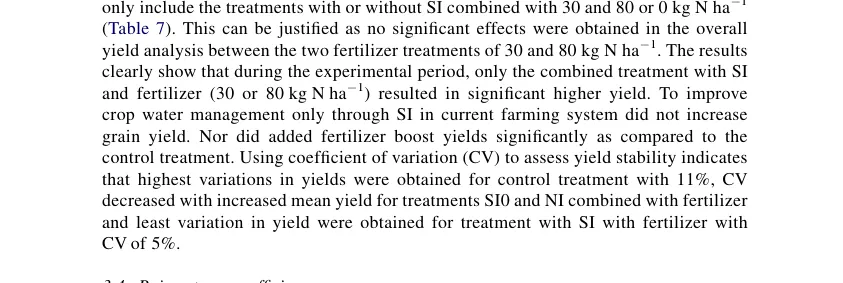 only include the treatments with or without SI combined with 30 and 80 or 0 kg N ha⁻¹
(Table 7). This can be justified as no significant effects were obtained in the overall
yield analysis between the two fertilizer treatments of 30 and 80 kg N ha⁻¹. The results
clearly show that during the experimental period, only the combined treatment with SI
and fertilizer (30 or 80 kg N ha⁻¹) resulted in significant higher yield. To improve
crop water management only through SI in current farming system did not increase
grain yield. Nor did added fertilizer boost yields significantly as compared to the
control treatment. Using coefficient of variation (CV) to assess yield stability indicates
that highest variations in yields were obtained for control treatment with 11%, CV
decreased with increased mean yield for treatments SI0 and NI combined with fertilizer
and least variation in yield were obtained for treatment with SI with fertilizer with
CV of 5%.